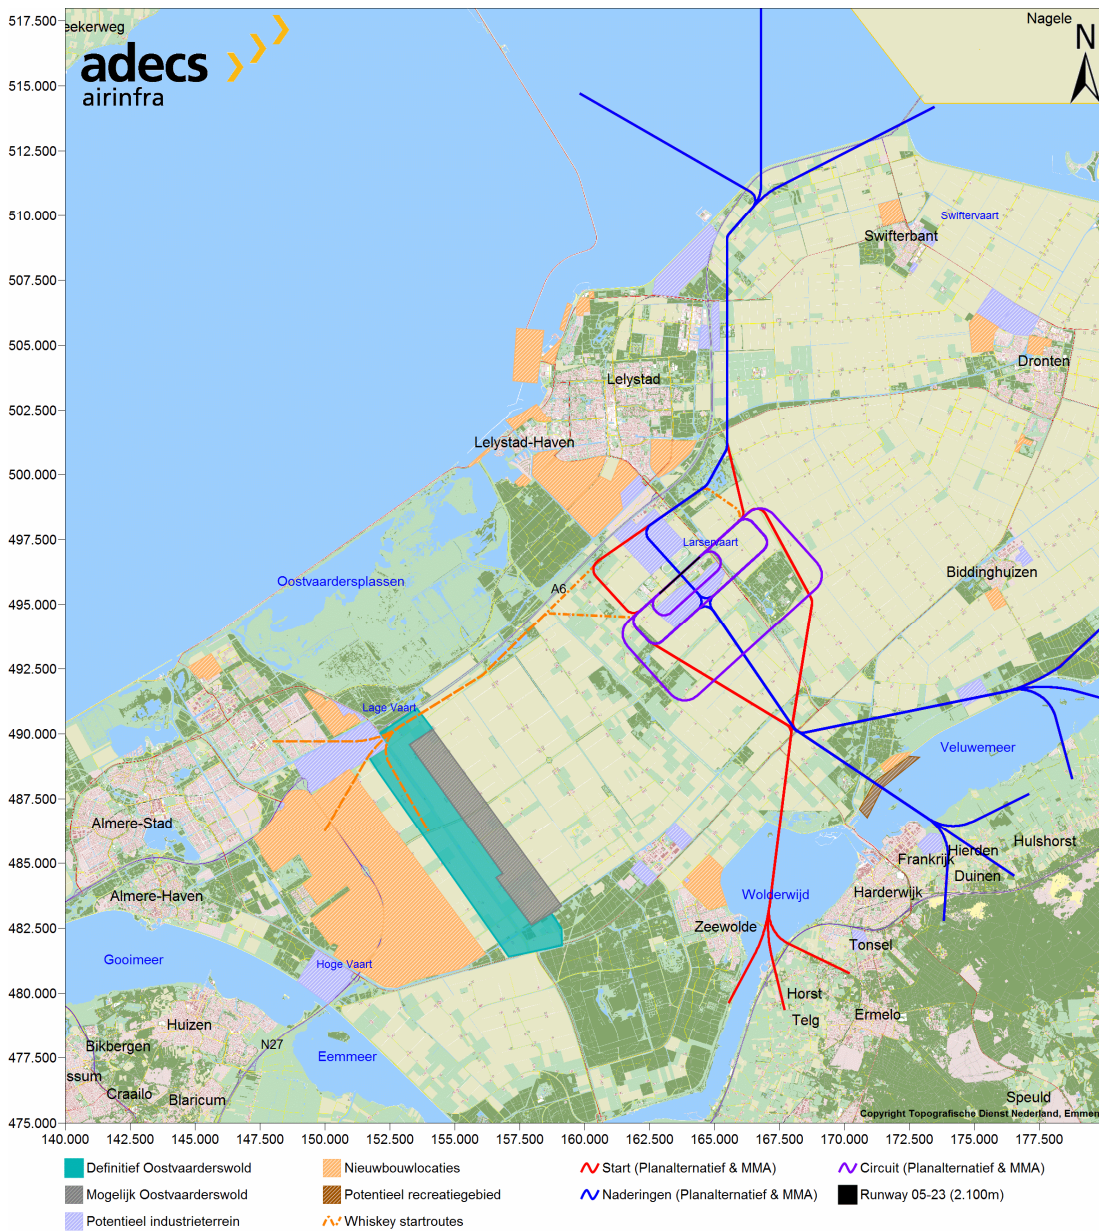 517.500
eekerweg
Nagele
N
adecs
airinfra
515.000
512.500
510.000
Swiftervaart
Swifterbant
507.500
505.000
Dronten
Lelystad
502.500
Lelystad-Haven
500.000
497.500
Larservaart
Biddinghuizen
Oostvaardersplassen
A6
495.000
492.500
Lage Vaart
490.000
Veluwemeer
487.500
Almere-Stad
Hulshorst
Hierden
Frankrijk
485.000
Duinen
Almere-Haven
Harderwijk
Wolderwijd
Zeewolde
482.500
Tonsel
Gooimeer
Hoge Vaart
480.000
Horst
Huizen
Ermelo
Telg
Bikbergen
N27
477.500
Eemmeer
ssum
Craailo
Blaricum
Speuld
Copyright Topografische Dienst Nederland, Emmen
475.000
140.000 142.500 145.000 147.500 150.000 152.500 155.000 157.500 160.000 162.500 165.000 167.500 170.000 172.500 175.000 177.500
Definitief Oostvaarderswold
Nieuwbouwlocaties
Start (Planalternatief & MMA)
Circuit (Planalternatief & MMA)
Mogelijk Oostvaarderswold
Potentieel recreatiegebied
Naderingen (Planalternatief & MMA)
Runway 05-23 (2.100m)
Potentieel industrieterrein
Whiskey startroutes